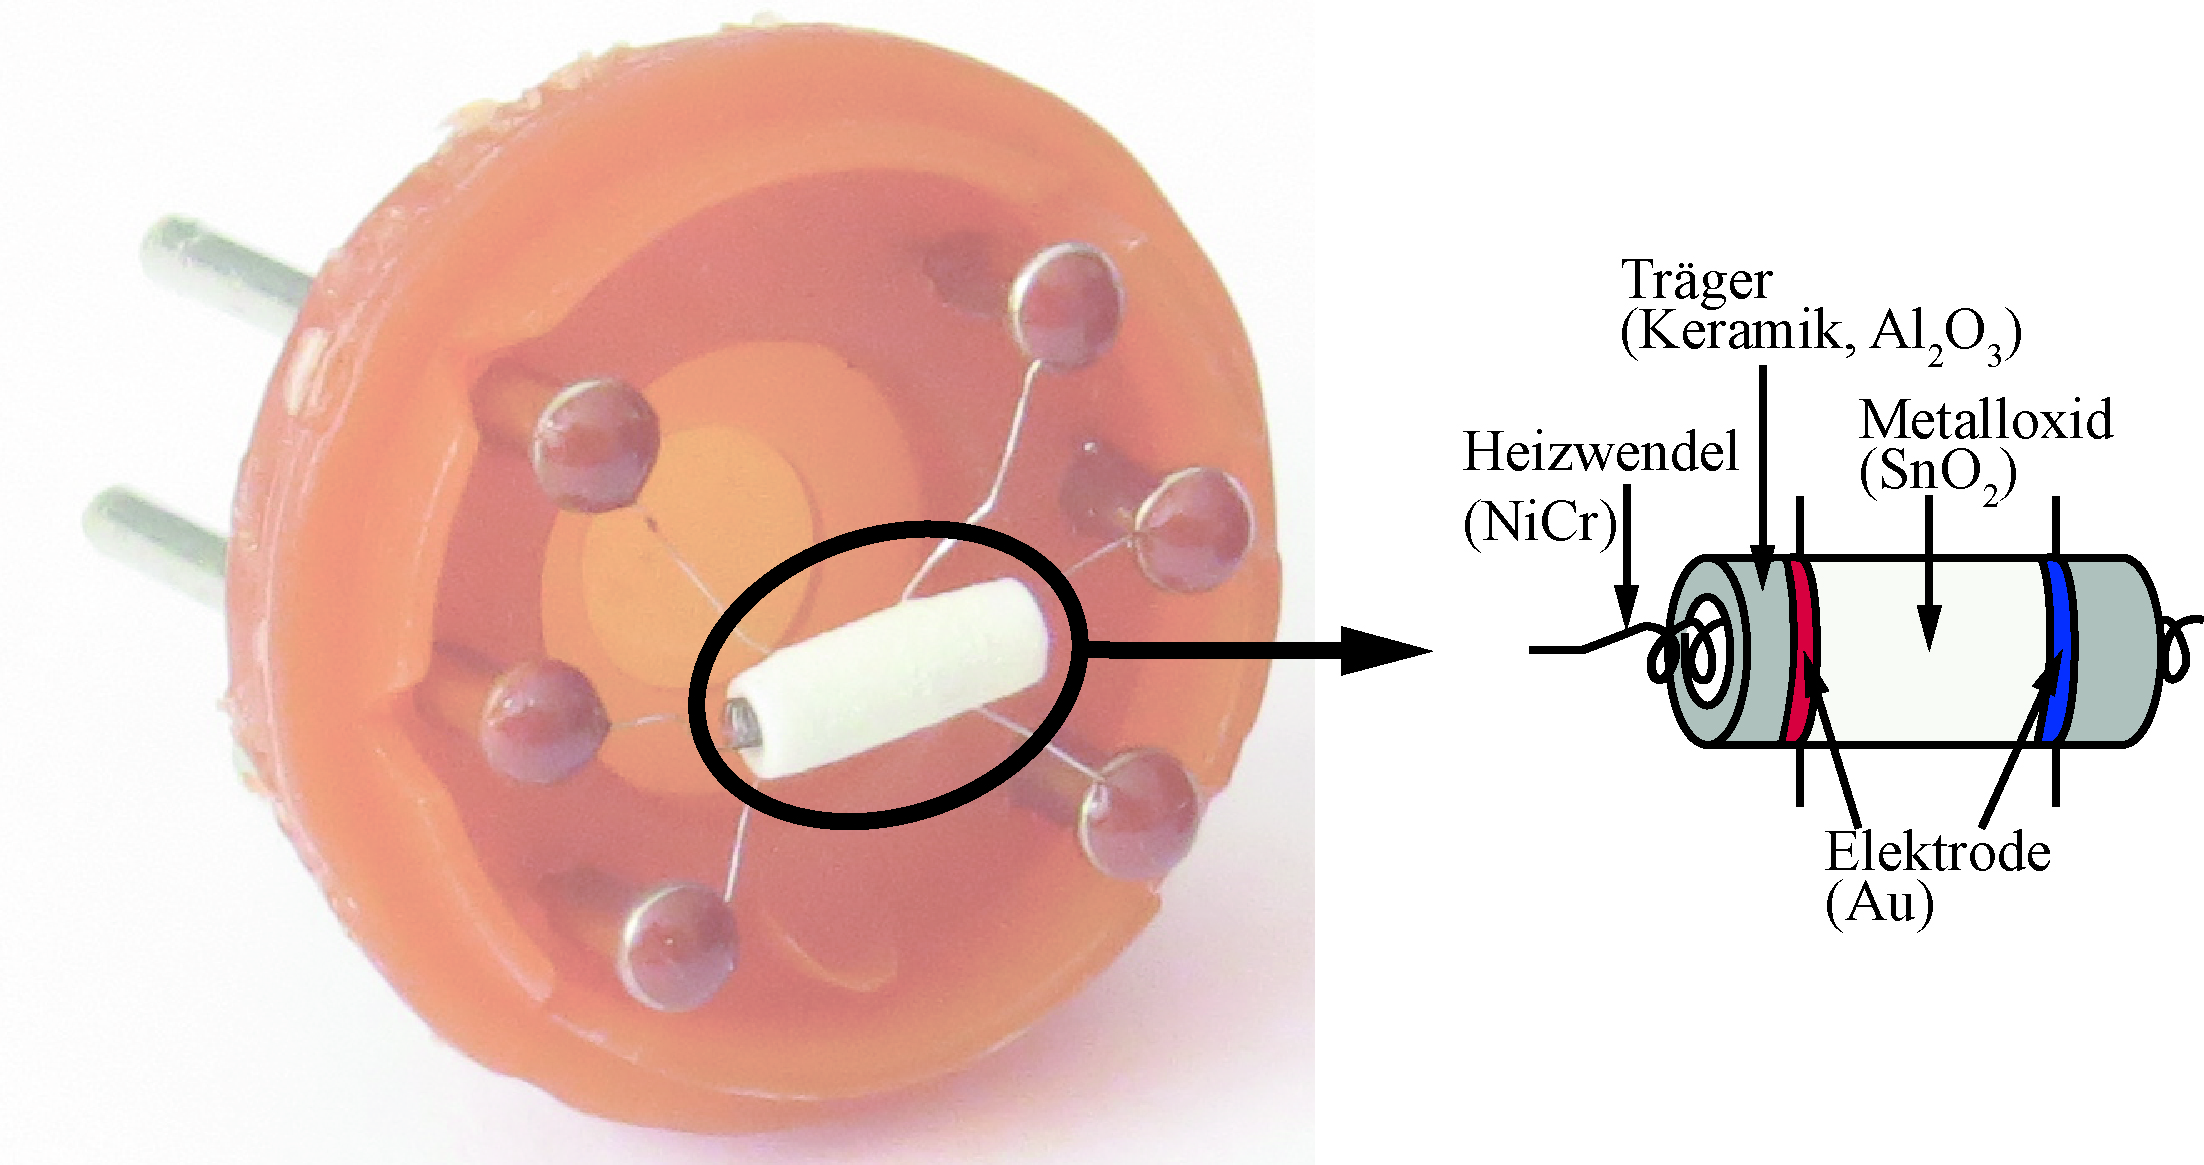 Träger
(Keramik, Al₂O₃)
Metalloxid
(SnO₂)
Heizwendel
(NiCr)
Elektrode
(Au)